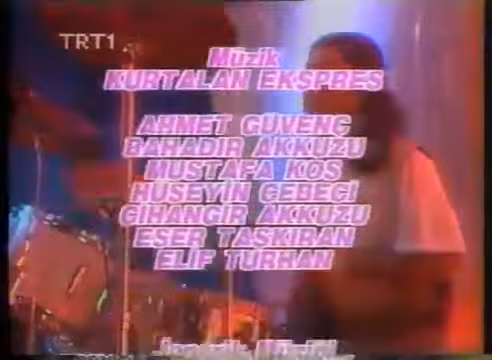 TRT1
Müzik
KURTALAN EKSPRES
AHMET GÜVENÇ
BAHADIR AKKUZU
MUSTAFA KOŞ
HÜSEYİN CEBECİ
CİHANGİR AKKUZU
ESER TAŞKIRAN
ELİF TURHAN